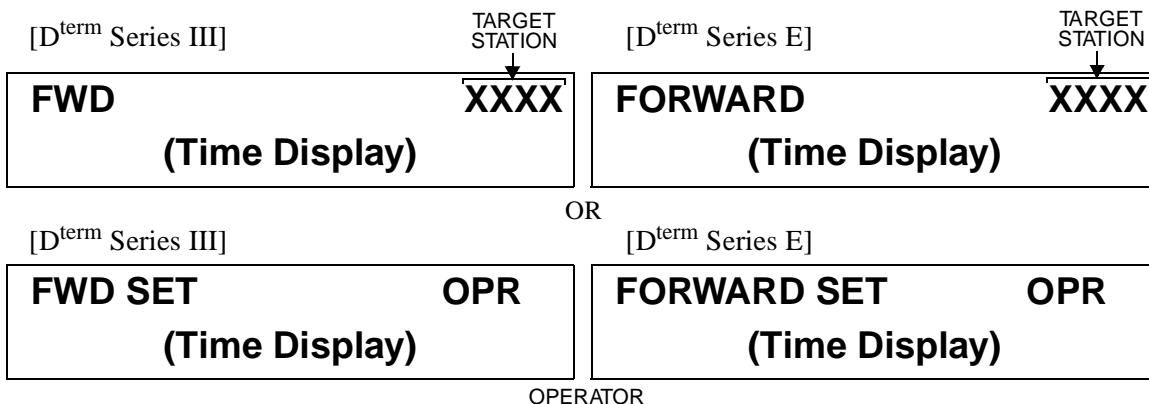 [Dterm Series III] TARGET STATION [Dterm Series E] TARGET STATION
FWD XXXX FORWARD XXXX
(Time Display) (Time Display)
OR
[Dterm Series III] [Dterm Series E]
FWD SET OPR FORWARD SET OPR
(Time Display) (Time Display)
OPERATOR